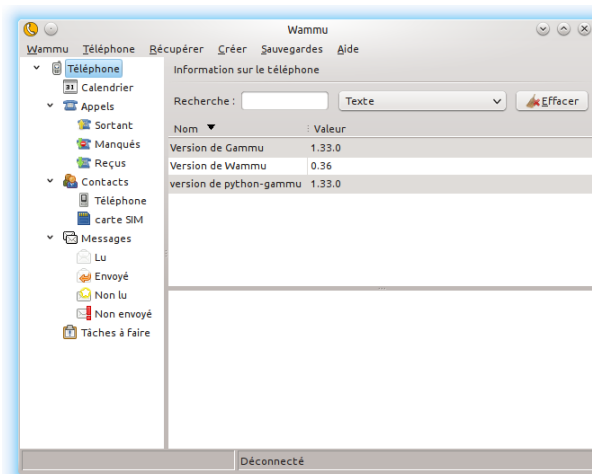 Wammu
Wammu Téléphone Récupérer Créer Sauvegardes Aide
Téléphone
31 Calendrier
Appels
Sortant
Manqués
Reçus
Contacts
Téléphone
carte SIM
Messages
Lu
Envoyé
Non lu
Non envoyé
Tâches à faire
Information sur le téléphone
Recherche : Texte Effacer
Nom Valeur
Version de Gammu 1.33.0
Version de Wammu 0.36
version de python-gammu 1.33.0
Déconnecté